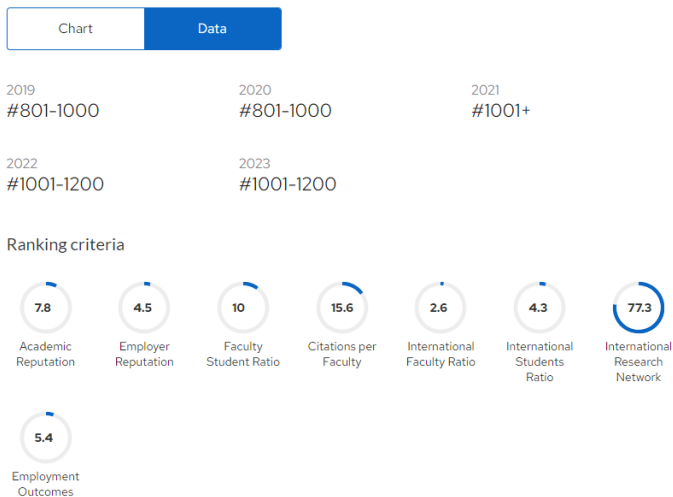 Chart Data
2019 2020 2021
#801-1000 #801-1000 #1001+
2022 2023
#1001-1200 #1001-1200
Ranking criteria
7.8 4.5 10 15.6 2.6 4.3 77.3
Academic Employer Faculty Citations per International International International
Reputation Reputation Student Ratio Faculty Faculty Ratio Students Research
Ratio Network
5.4
Employment
Outcomes